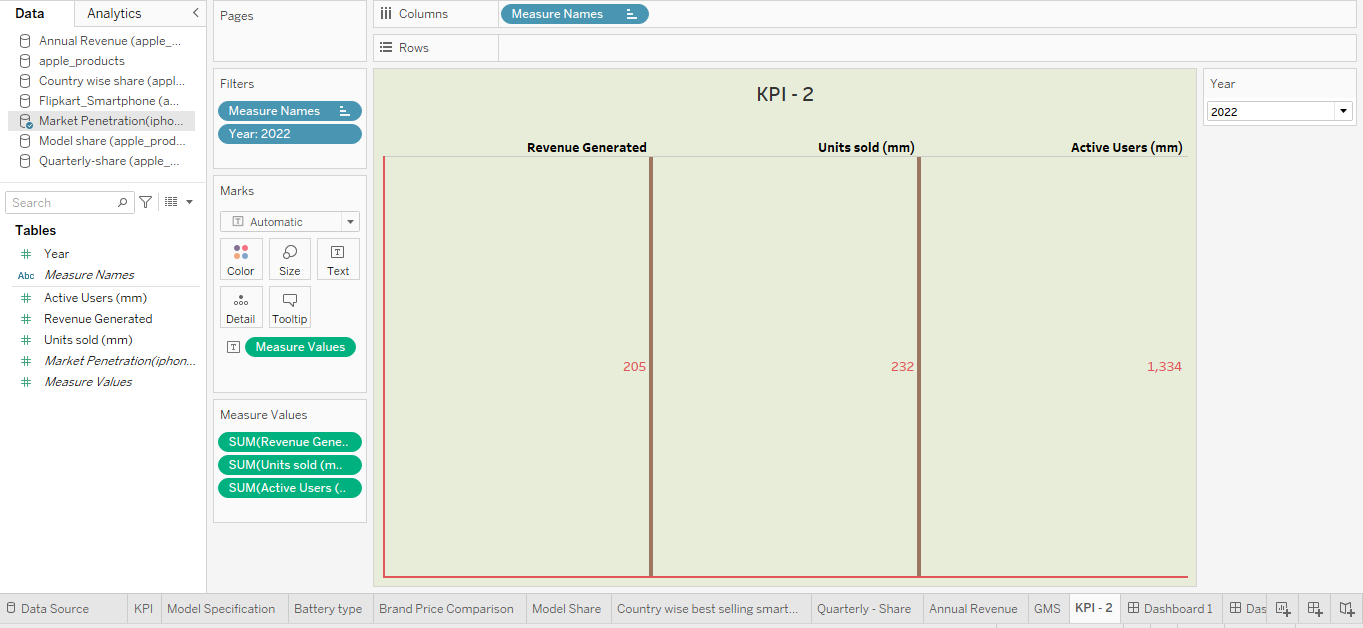 Data
Analytics
Annual Revenue (apple_...
apple_products
Country wise share (appl...
Flipkart_Smartphone (a...
Market Penetration(ipho...
Model share (apple_prod...
Quarterly-share (apple_...
Search
Tables
Year
Abc Measure Names
Active Users (mm)
Revenue Generated
Units sold (mm)
Market Penetration(iphon...
Measure Values
Pages
Filters
Measure Names
Year: 2022
Marks
Automatic
Color Size Text
Detail Tooltip
Measure Values
Measure Values
SUM(Revenue Gene..
SUM(Units sold (m..
SUM(Active Users (..
Columns
Measure Names
Rows
KPI - 2
Revenue Generated Units sold (mm) Active Users (mm)
205 232 1,334
Year
2022
Data Source KPI Model Specification Battery type Brand Price Comparison Model Share Country wise best selling smart... Quarterly - Share Annual Revenue GMS KPI - 2 Dashboard 1 Das